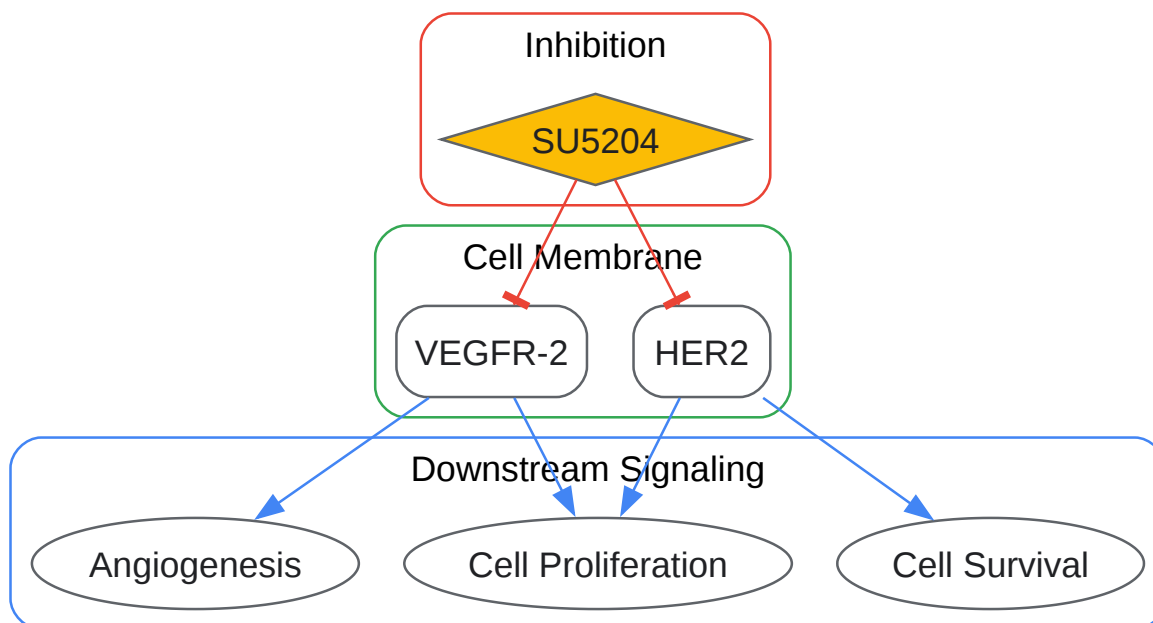 Inhibition
SU5204
Cell Membrane
VEGFR-2
HER2
Downstream Signaling
Angiogenesis
Cell Proliferation
Cell Survival